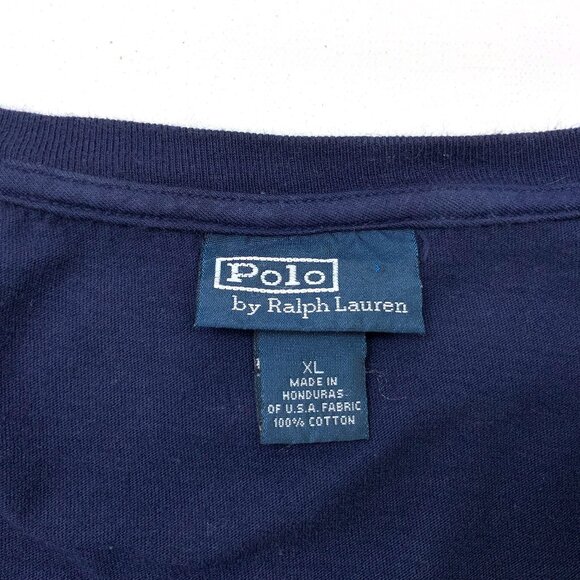 Polo
by Ralph Lauren
XL
MADE IN
HONDURAS
OF U.S.A. FABRIC
100% COTTON